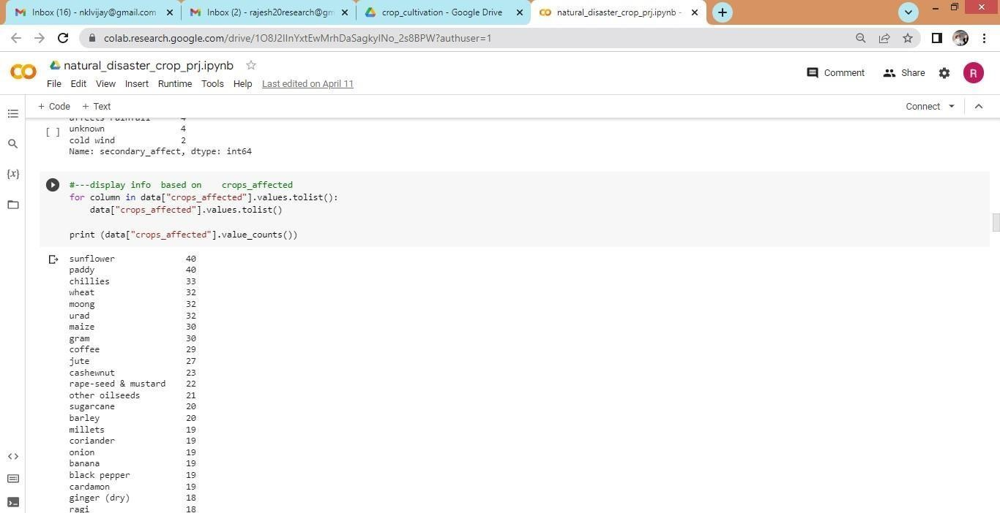 Inbox (16) - nklvijay@gmail.com
Inbox (2) - rajesh20research@gm
crop_cultivation - Google Drive
natural_disaster_crop_prj.ipynb -
colab.research.google.com/drive/1O8J2IInYxtEwMrhDaSagkyINo_2s8BPW?authuser=1
natural_disaster_crop_prj.ipynb
Comment Share R
File Edit View Insert Runtime Tools Help Last edited on April 11
+ Code + Text Connect
affects rainfall 4
[ ] unknown 4
cold wind 2
Name: secondary_affect, dtype: int64
{x}
#---display info  based on    crops_affected
for column in data["crops_affected"].values.tolist():
    data["crops_affected"].values.tolist()
print (data["crops_affected"].value_counts())
sunflower 40
paddy 40
chillies 33
wheat 32
moong 32
urad 32
maize 30
gram 30
coffee 29
jute 27
cashewnut 23
rape-seed & mustard 22
other oilseeds 21
sugarcane 20
barley 20
millets 19
coriander 19
onion 19
banana 19
black pepper 19
cardamon 19
ginger (dry) 18
ragi 18